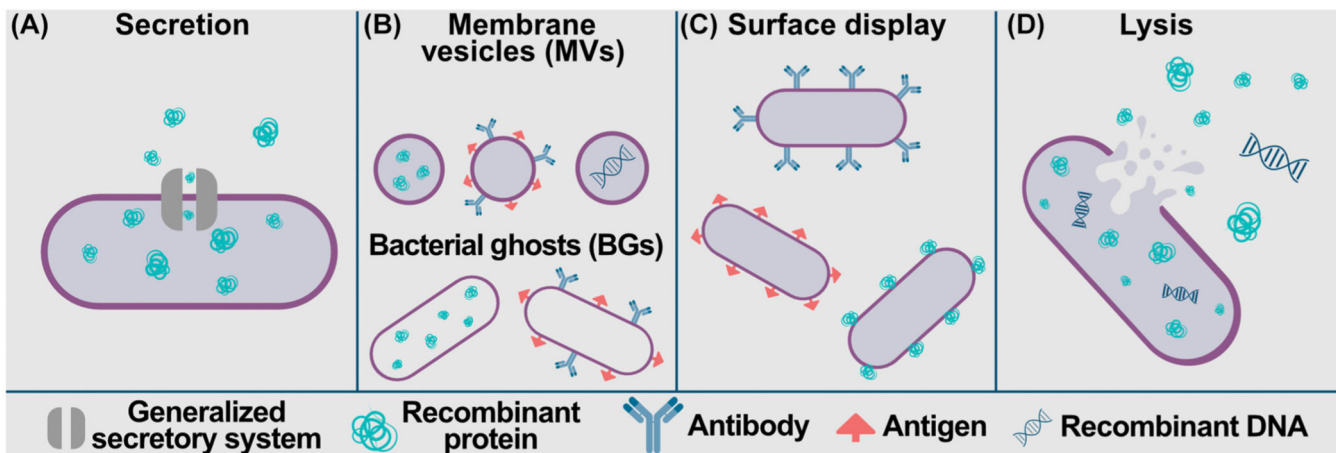 (A) Secretion
(B) Membrane
vesicles (MVs)
Bacterial ghosts (BGs)
(C) Surface display
(D) Lysis
Generalized
secretory system
Recombinant
protein
Antibody
Antigen
Recombinant DNA